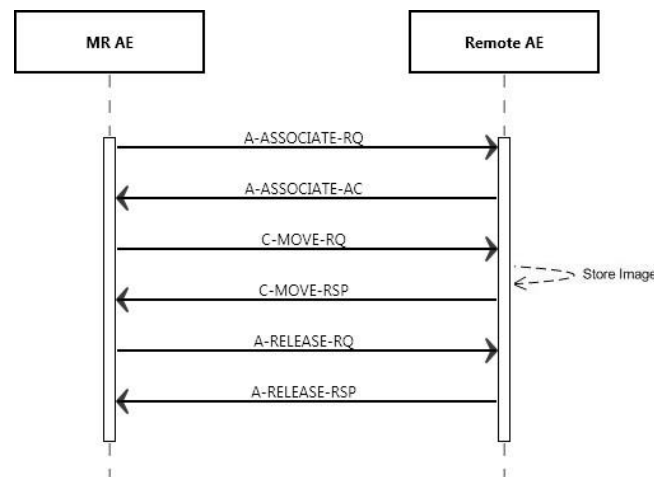 MR AE
Remote AE
A-ASSOCIATE-RQ
A-ASSOCIATE-AC
C-MOVE-RQ
Store Image
C-MOVE-RSP
A-RELEASE-RQ
A-RELEASE-RSP